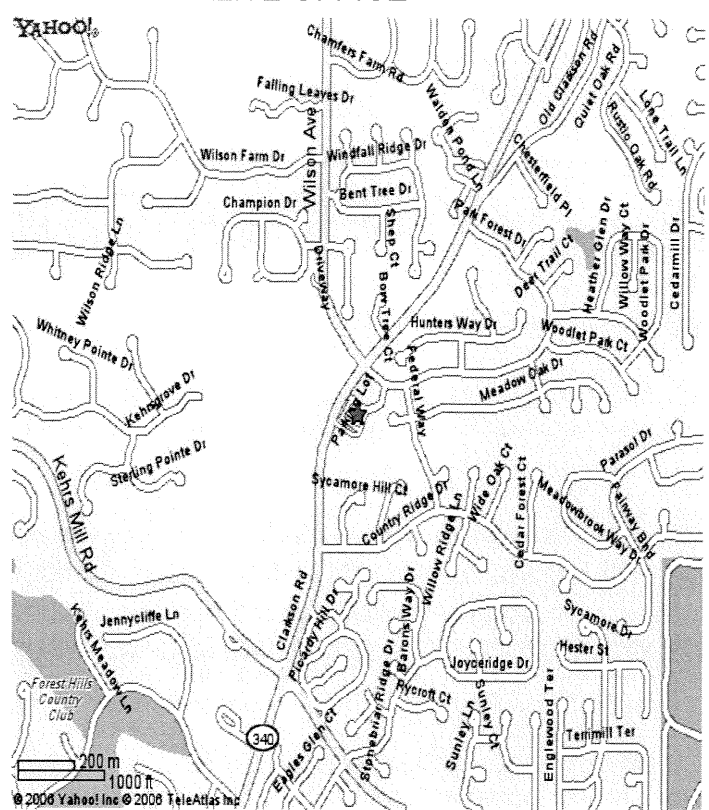 YAHOO!®
Chamfers Farm Rd
Old Clarkson Rd
Quiet Oak Rd
Falling Leaves Dr
Walden Pond Ln
Lone Trail Ln
Rustic Oak Rd
Wilson Ave
Wilson Farm Dr
Windfall Ridge Dr
Chesterfield Pl
Bent Tree Dr
Champion Dr
Shep Ct
Park Forest Dr
Heather Glen Dr
Willow Way Ct
Woodlet Park Dr
Cedarmill Dr
Wilson Ridge Ln
Driveway
Deer Trail Ct
Bow Tree Ct
Hunters Way Dr
Woodlet Park Ct
Whitney Pointe Dr
Federal Way
Meadow Oak Dr
Kehrsgrove Dr
Parking Lot
Sterling Pointe Dr
Parasol Dr
Kehrs Mill Rd
Sycamore Hill Ct
Country Ridge Dr
Willow Ridge Ln
Wide Oak Ct
Cedar Forest Ct
Meadowbrook Way Dr
Fairway Blvd
Clarkson Rd
Picardy Hill Dr
Barons Way Dr
Jennycliffe Ln
Kehrs Meadow Ln
Sycamore Dr
Hester St
Joyceridge Dr
Forest Hills
Country
Club
Stonebriar Ridge Dr
Rycroft Ct
Sunley Ln
Sunley Ct
Englewood Ter
Eagles Glen Ct
Temmill Ter
340
200 m
1000 ft
© 2006 Yahoo! Inc © 2006 TeleAtlas Inc